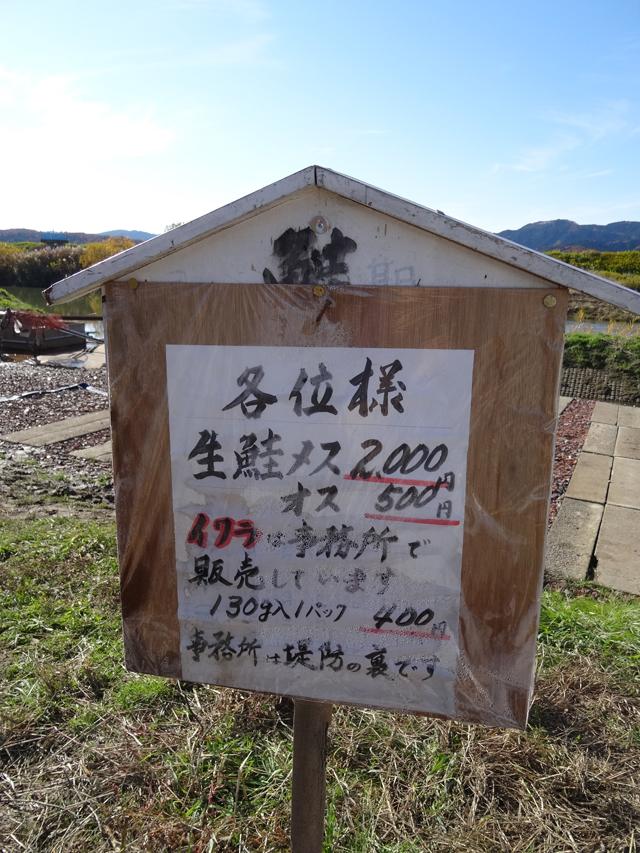 鮭
各位様
生鮭メス 2,000円
オス 500円
イクラは事務所で
販売しています
130g入1パック 400円
事務所は堤防の裏です